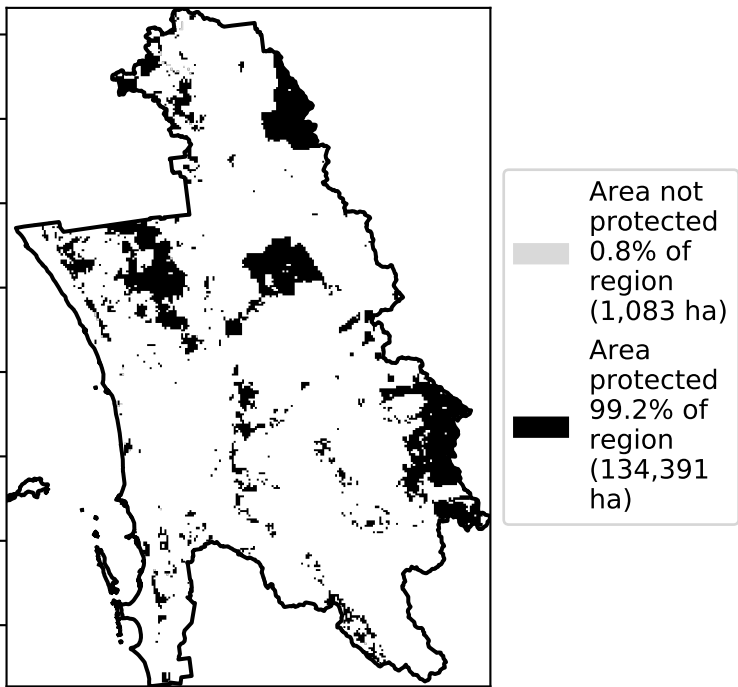 Area not
protected
0.8% of
region
(1,083 ha)
Area
protected
99.2% of
region
(134,391
ha)